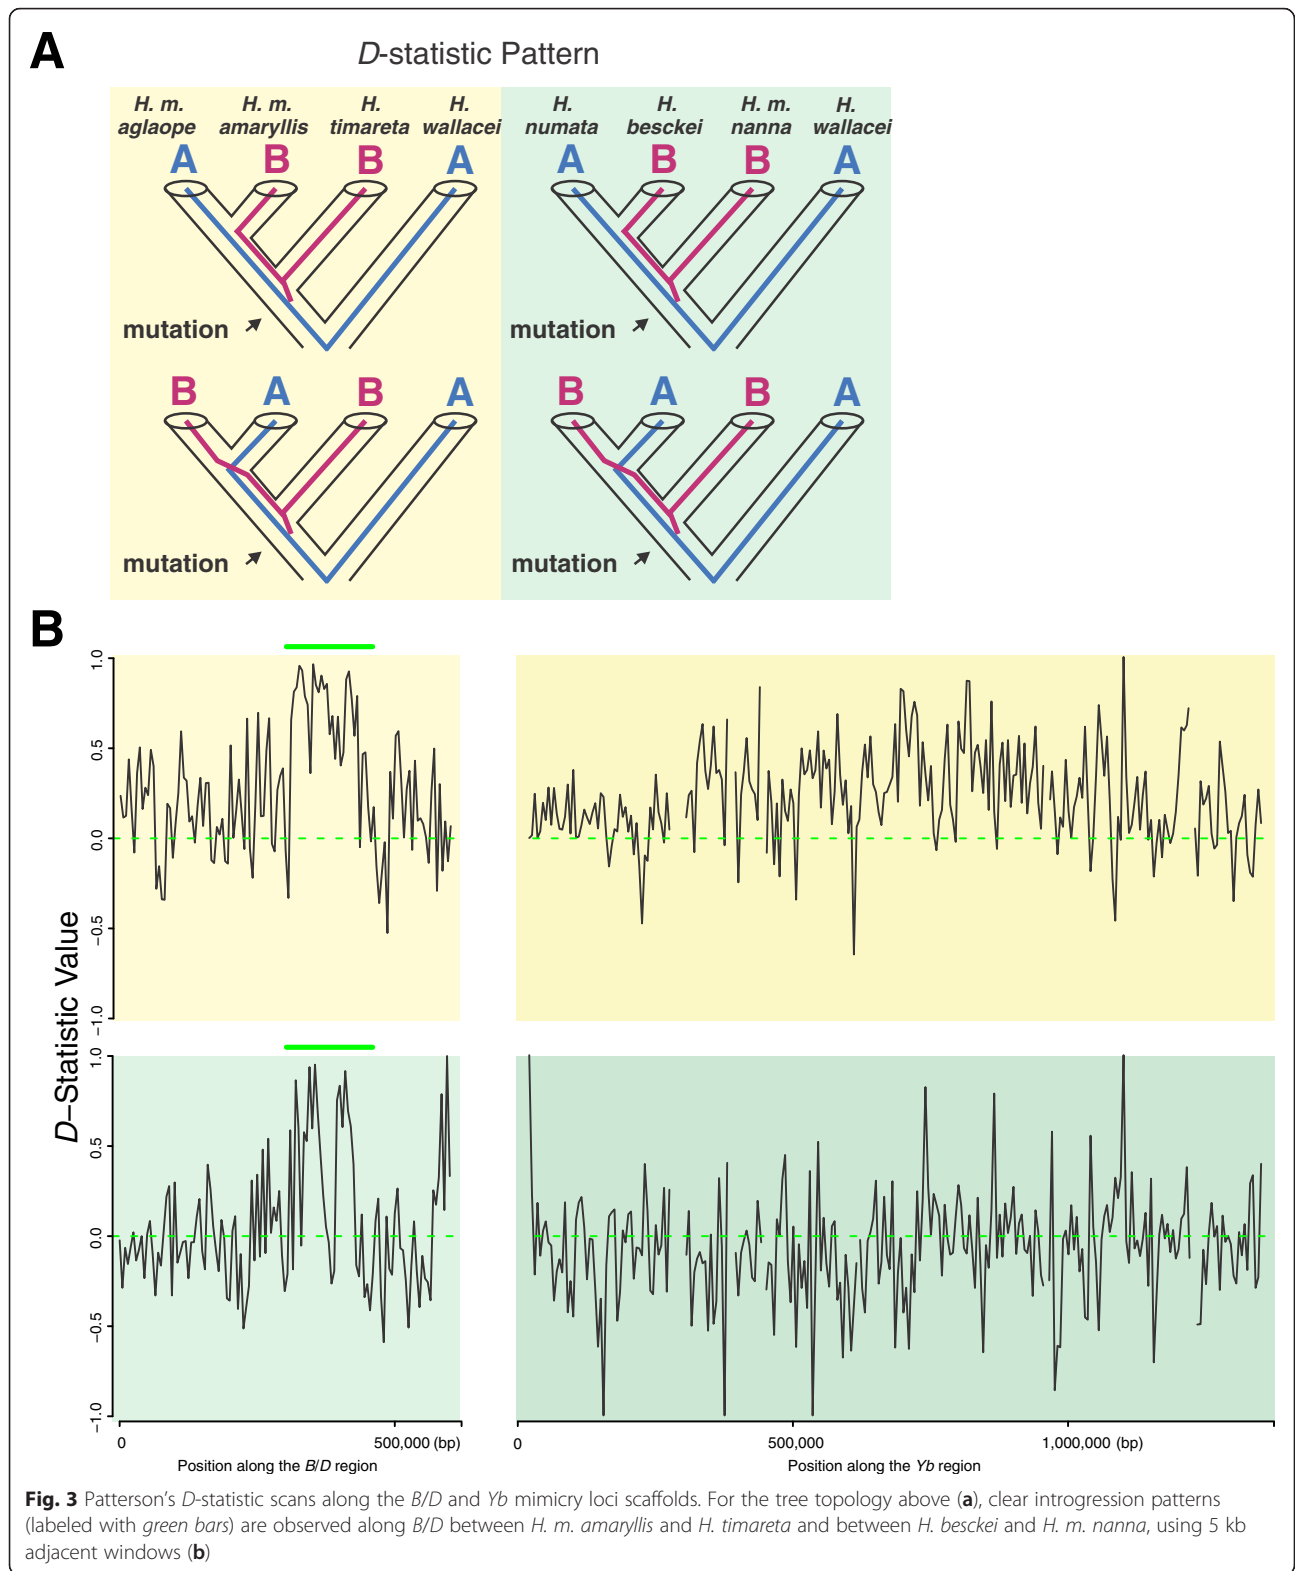 A
D-statistic Pattern
H. m. aglaope
H. m. amaryllis
H. timareta
H. wallacei
H. numata
H. besckei
H. m. nanna
H. wallacei
A B B A
A B B A
mutation
mutation
B A B A
B A B A
mutation
mutation
B
D–Statistic Value
1.0
0.5
0.0
−0.5
−1.0
1.0
0.5
0.0
−0.5
−1.0
0
500,000 (bp)
0
500,000
1,000,000 (bp)
Position along the B/D region
Position along the Yb region
Fig. 3 Patterson’s D-statistic scans along the B/D and Yb mimicry loci scaffolds. For the tree topology above (a), clear introgression patterns
(labeled with green bars) are observed along B/D between H. m. amaryllis and H. timareta and between H. besckei and H. m. nanna, using 5 kb
adjacent windows (b)